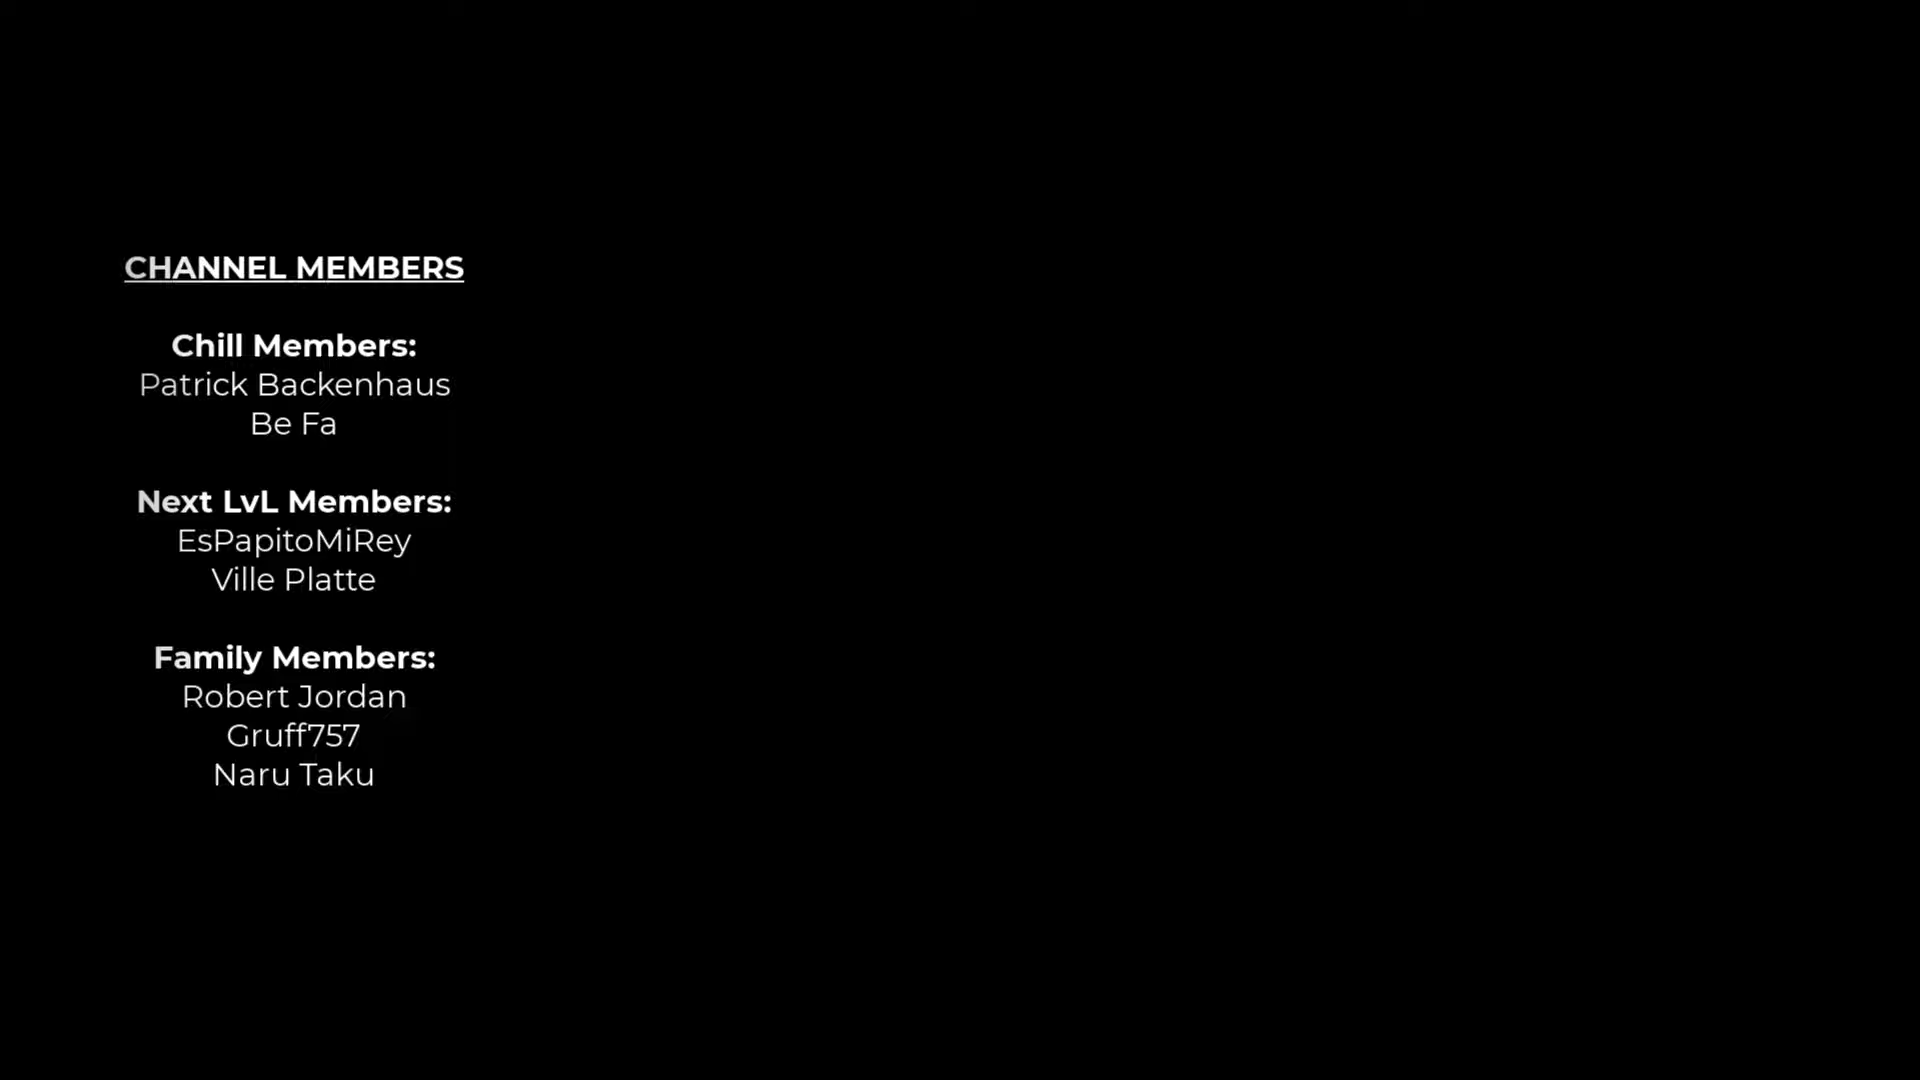 CHANNEL MEMBERS
Chill Members:
Patrick Backenhaus
Be Fa
Next LvL Members:
EsPapitoMiRey
Ville Platte
Family Members:
Robert Jordan
Gruff757
Naru Taku